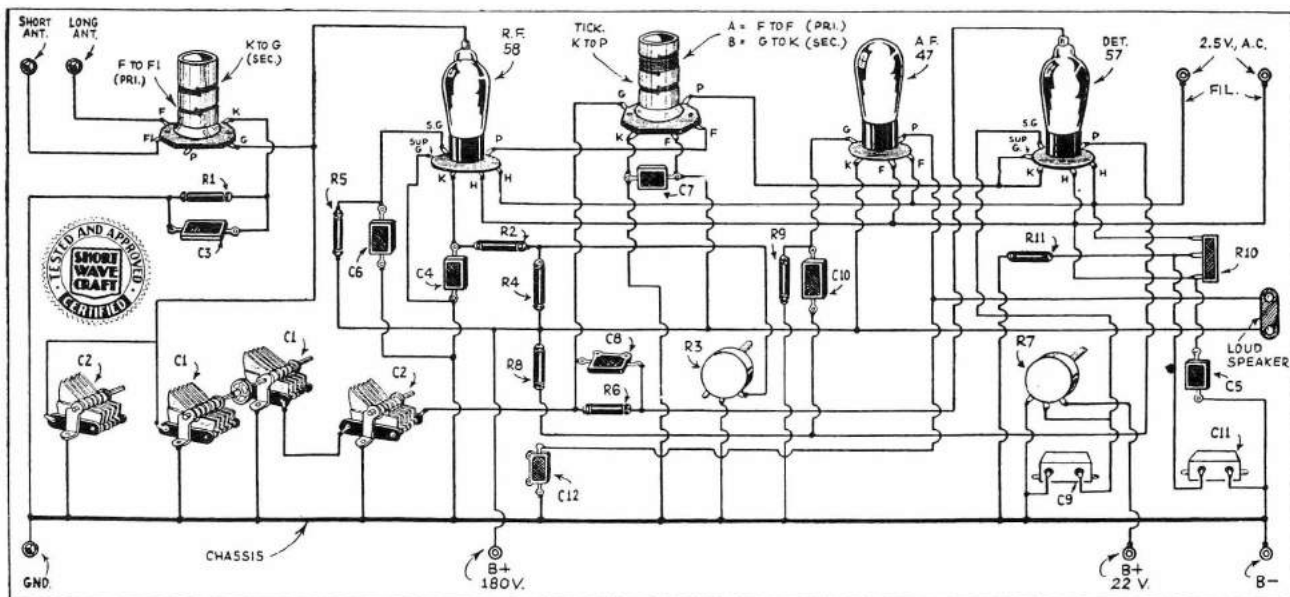 SHORT
ANT.
LONG
ANT.
K TO G
(SEC.)
F TO F1
(PRI.)
F
K
F1
P
G
R1
C3
TESTED AND APPROVED
SHORT
WAVE
CRAFT
CERTIFIED
R.F.
58
S.G
SUP
G.
P
K
H
H
R5
C6
C4
R2
R4
R8
TICK.
K TO P
A = F TO F (PRI.)
B = G TO K (SEC.)
G
P
K
F
F
C7
A.F.
47
G
P
K
F
F
DET.
57
S.G
SUP
G.
P
K
H
H
2.5 V., A.C.
FIL.
R9
C10
R11
R10
LOUD
SPEAKER
C2
C1
C1
C2
C8
R6
R3
R7
C5
C12
C9
C11
CHASSIS
GND.
B+
180V.
B+
22 V.
B-